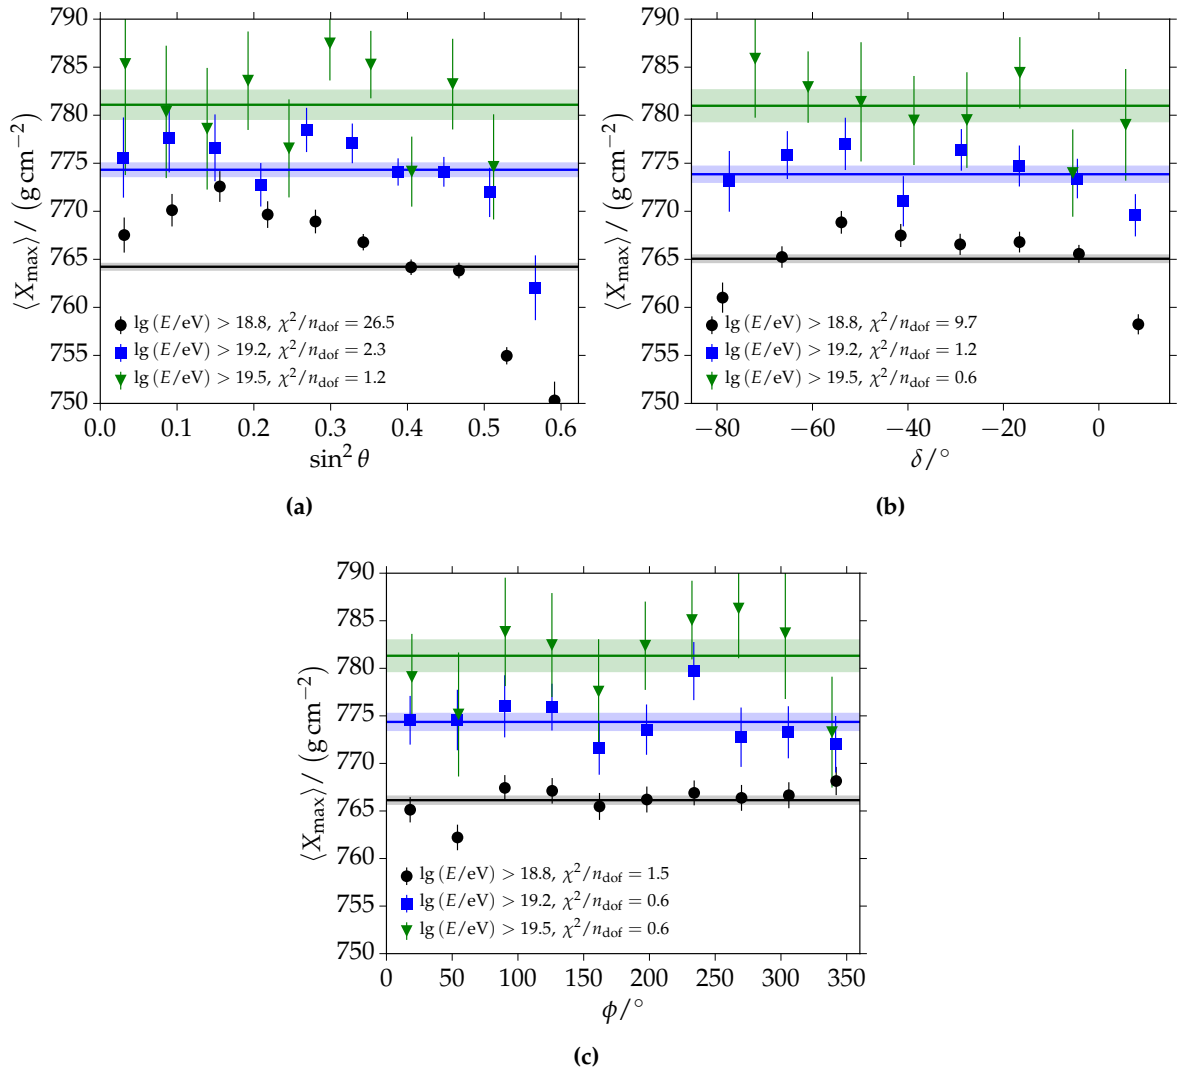 790
785
780
775
770
765
760
755
750
⟨X_max⟩ / (g cm⁻²)
lg (E/eV) > 18.8, χ²/n_dof = 26.5
lg (E/eV) > 19.2, χ²/n_dof = 2.3
lg (E/eV) > 19.5, χ²/n_dof = 1.2
0.0 0.1 0.2 0.3 0.4 0.5 0.6
sin² θ
(a)
790
785
780
775
770
765
760
755
750
⟨X_max⟩ / (g cm⁻²)
lg (E/eV) > 18.8, χ²/n_dof = 9.7
lg (E/eV) > 19.2, χ²/n_dof = 1.2
lg (E/eV) > 19.5, χ²/n_dof = 0.6
−80 −60 −40 −20 0
δ/°
(b)
790
785
780
775
770
765
760
755
750
⟨X_max⟩ / (g cm⁻²)
lg (E/eV) > 18.8, χ²/n_dof = 1.5
lg (E/eV) > 19.2, χ²/n_dof = 0.6
lg (E/eV) > 19.5, χ²/n_dof = 0.6
0 50 100 150 200 250 300 350
ϕ/°
(c)